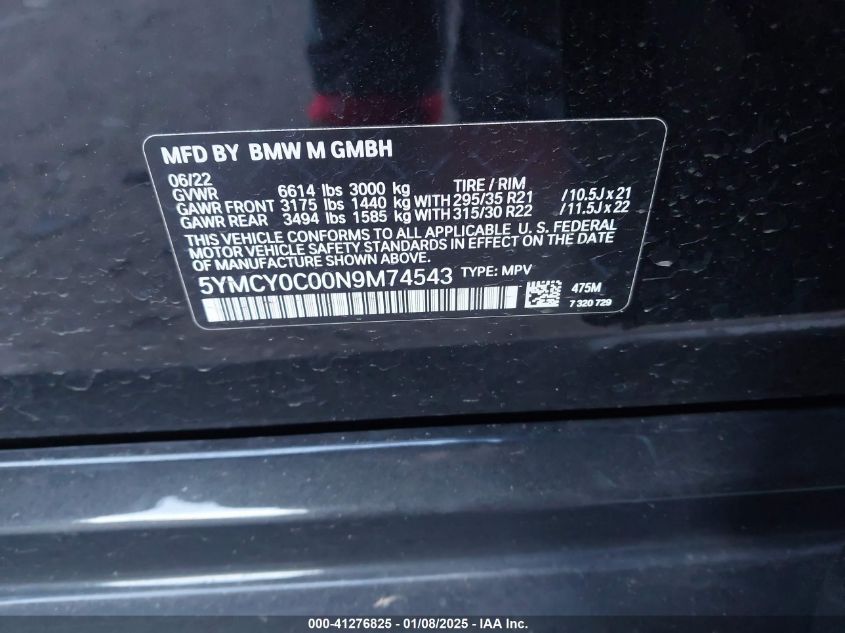 MFD BY BMW M GMBH
06/22 TIRE / RIM
GVWR 6614 lbs 3000 kg
GAWR FRONT 3175 lbs 1440 kg WITH 295/35 R21 /10.5J x 21
GAWR REAR 3494 lbs 1585 kg WITH 315/30 R22 /11.5J x 22
THIS VEHICLE CONFORMS TO ALL APPLICABLE U. S. FEDERAL
MOTOR VEHICLE SAFETY STANDARDS IN EFFECT ON THE DATE
OF MANUFACTURE SHOWN ABOVE.
5YMCY0C00N9M74543 TYPE: MPV
475M
7 320 729
000-41276825 - 01/08/2025 - IAA Inc.